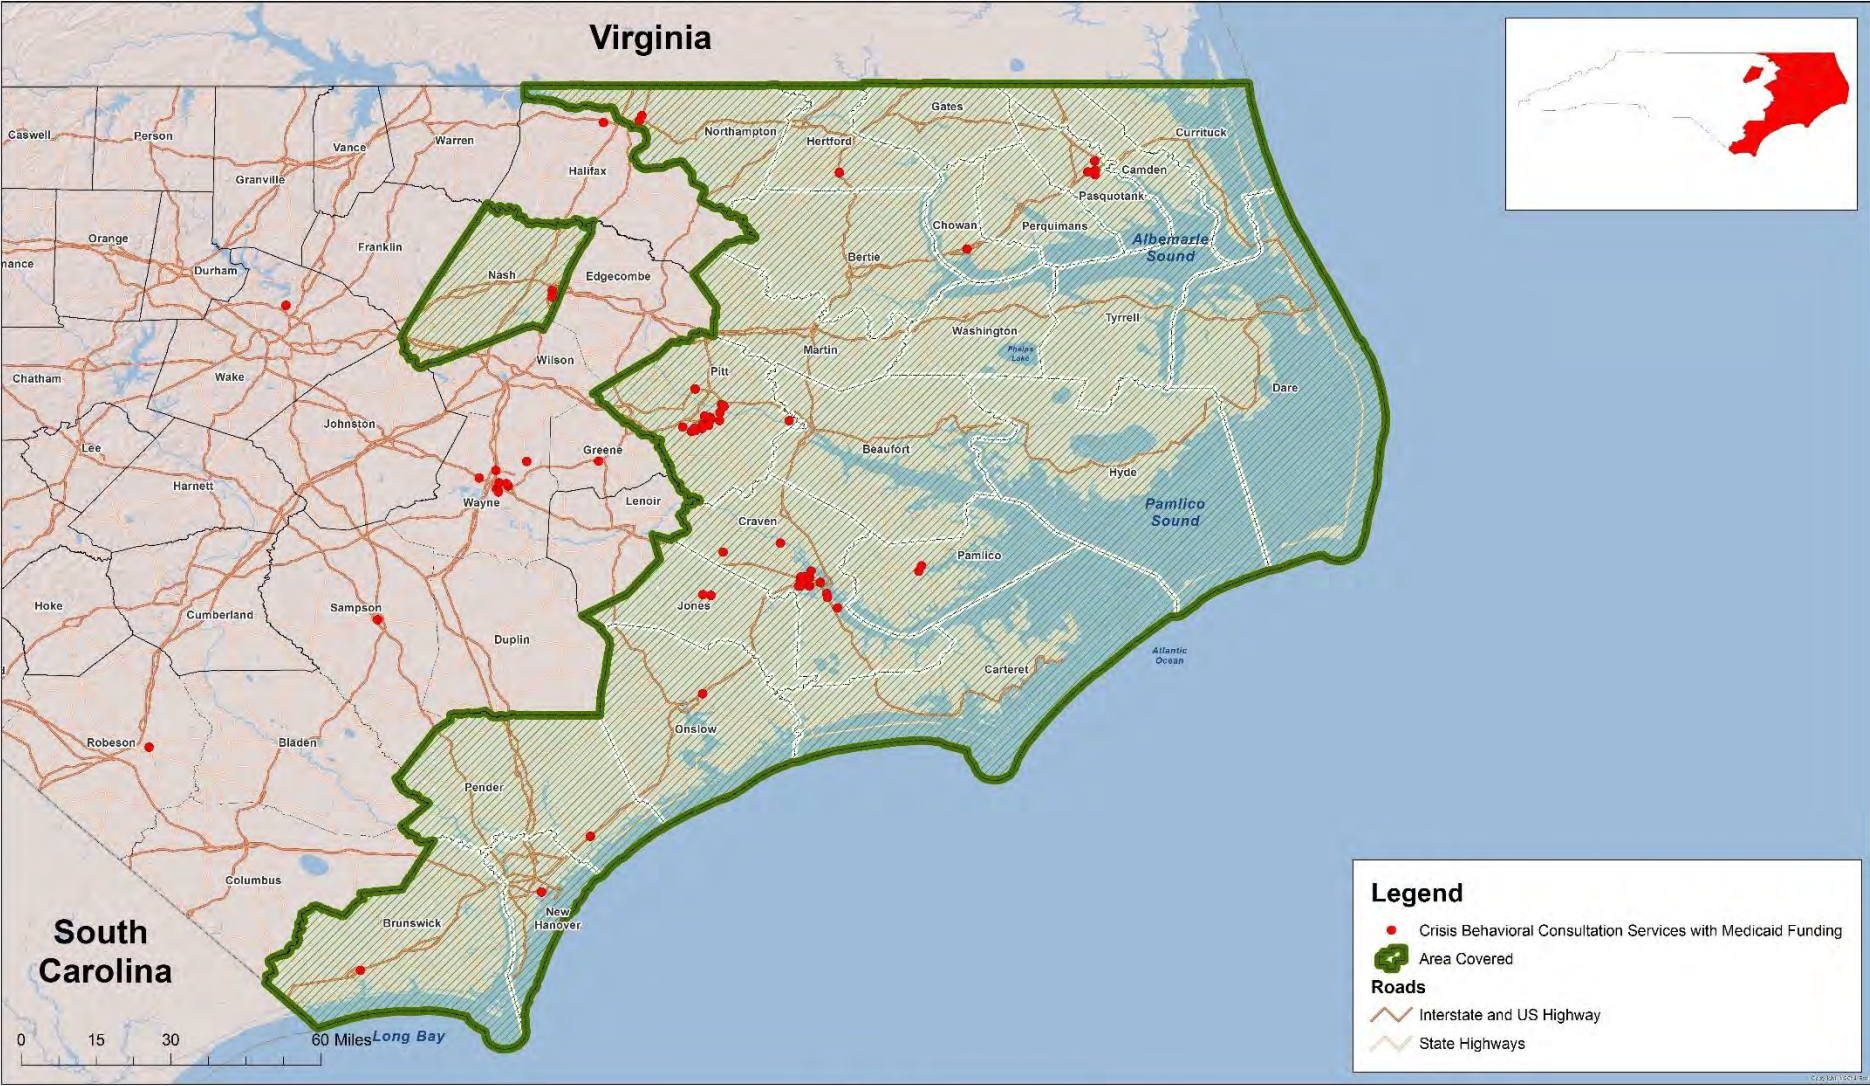 Virginia
Gates
Northampton
Currituck
Caswell
Person
Warren
Hertford
Vance
Halifax
Camden
Granville
Pasquotank
Chowan
Perquimans
Orange
Franklin
Albemarle
Sound
mance
Durham
Nash
Edgecombe
Bertie
Tyrrell
Washington
Martin
Phelps
Lake
Wilson
Pitt
Chatham
Wake
Dare
Johnston
Lee
Greene
Beaufort
Hyde
Harnett
Wayne
Lenoir
Pamlico
Sound
Craven
Pamlico
Hoke
Cumberland
Sampson
Jones
Duplin
Atlantic
Ocean
Carteret
Onslow
Robeson
Bladen
Pender
Columbus
New
Hanover
Brunswick
South
Carolina
Long Bay
0 15 30 60 Miles
Legend
Crisis Behavioral Consultation Services with Medicaid Funding
Area Covered
Roads
Interstate and US Highway
State Highways